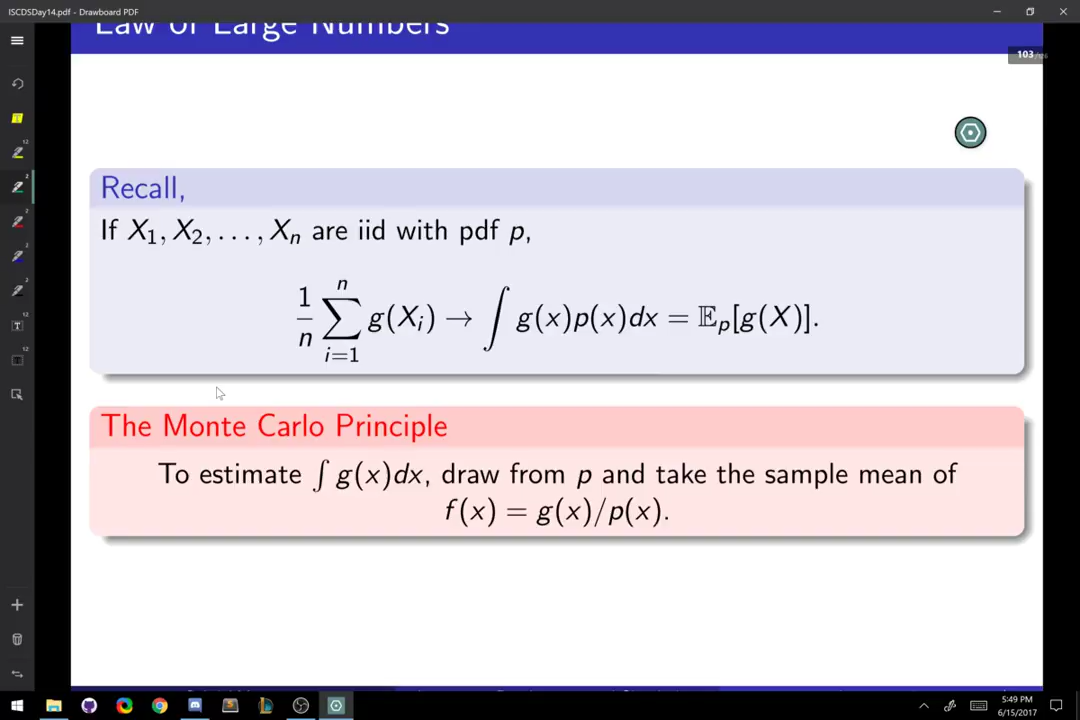 ISCDSDay14.pdf - Drawboard PDF
Law of Large Numbers
103
Recall,
If X₁, X₂, . . . , Xₙ are iid with pdf p,
1/n ∑ᵢ₌₁ⁿ g(Xᵢ) → ∫ g(x)p(x)dx = 𝔼ₚ[g(X)].
The Monte Carlo Principle
To estimate ∫ g(x)dx, draw from p and take the sample mean of
f(x) = g(x)/p(x).
5:49 PM
6/15/2017